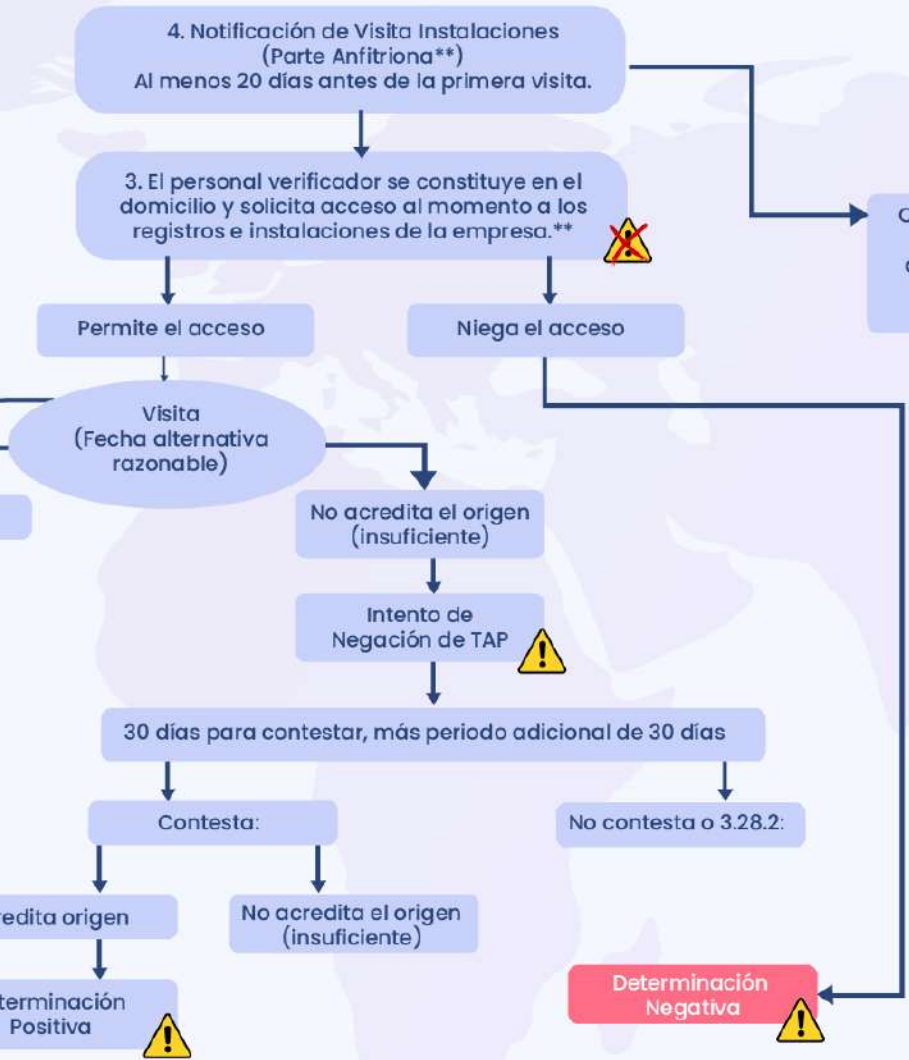 4. Notificación de Visita Instalaciones
(Parte Anfitriona**)
Al menos 20 días antes de la primera visita.
3. El personal verificador se constituye en el
domicilio y solicita acceso al momento a los
registros e instalaciones de la empresa.**
Permite el acceso
Niega el acceso
Visita
(Fecha alternativa
razonable)
No acredita el origen
(insuficiente)
Intento de
Negación de TAP
30 días para contestar, más periodo adicional de 30 días
Contesta:
No contesta o 3.28.2:
redita origen
No acredita el origen
(insuficiente)
terminación
Positiva
Determinación
Negativa